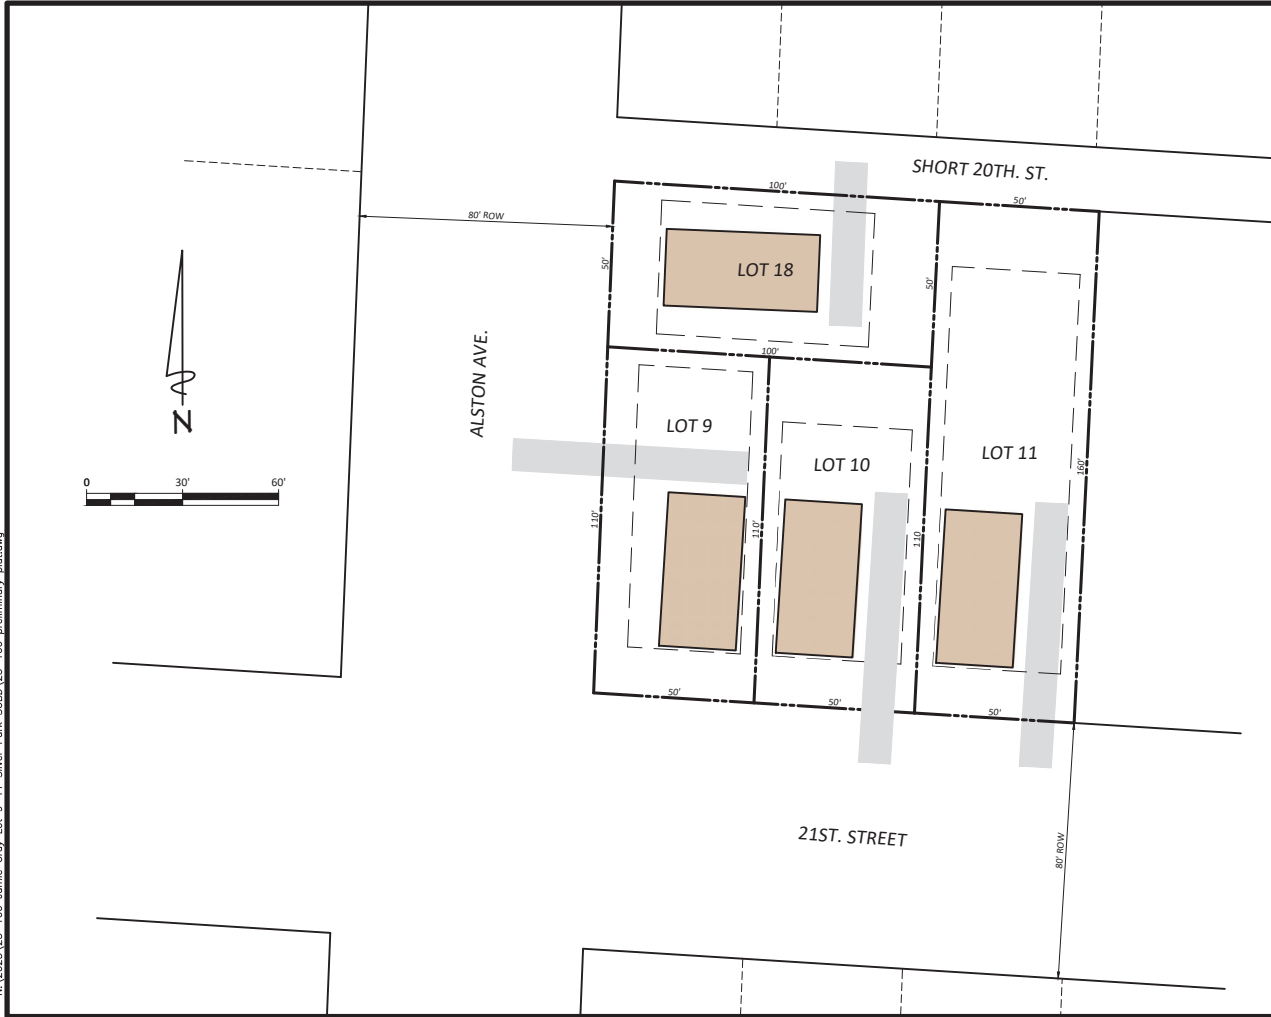 SHORT 20TH. ST.
100'
50'
80' ROW
50'
LOT 18
50'
ALSTON AVE.
100'
N
LOT 9
LOT 10
LOT 11
160'
0 30' 60'
110'
110'
110
50'
50'
50'
21ST. STREET
80' ROW